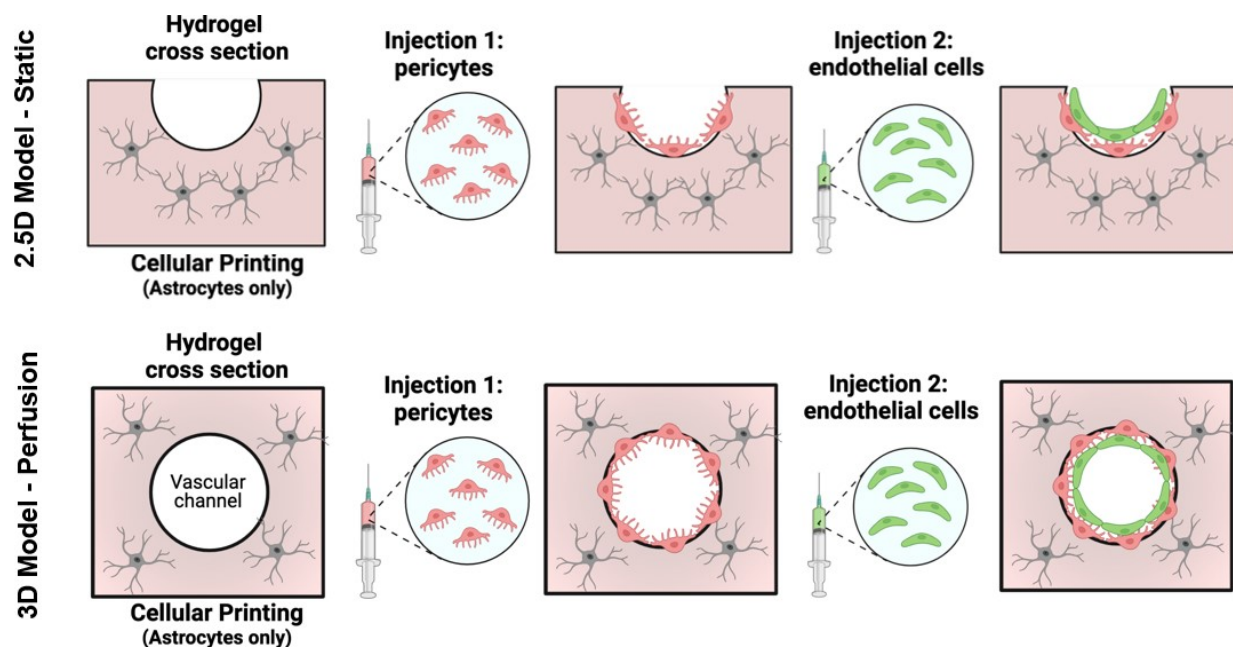 2.5D Model - Static
Hydrogel
cross section
Injection 1:
pericytes
Injection 2:
endothelial cells
Cellular Printing
(Astrocytes only)
3D Model - Perfusion
Hydrogel
cross section
Injection 1:
pericytes
Injection 2:
endothelial cells
Vascular
channel
Cellular Printing
(Astrocytes only)